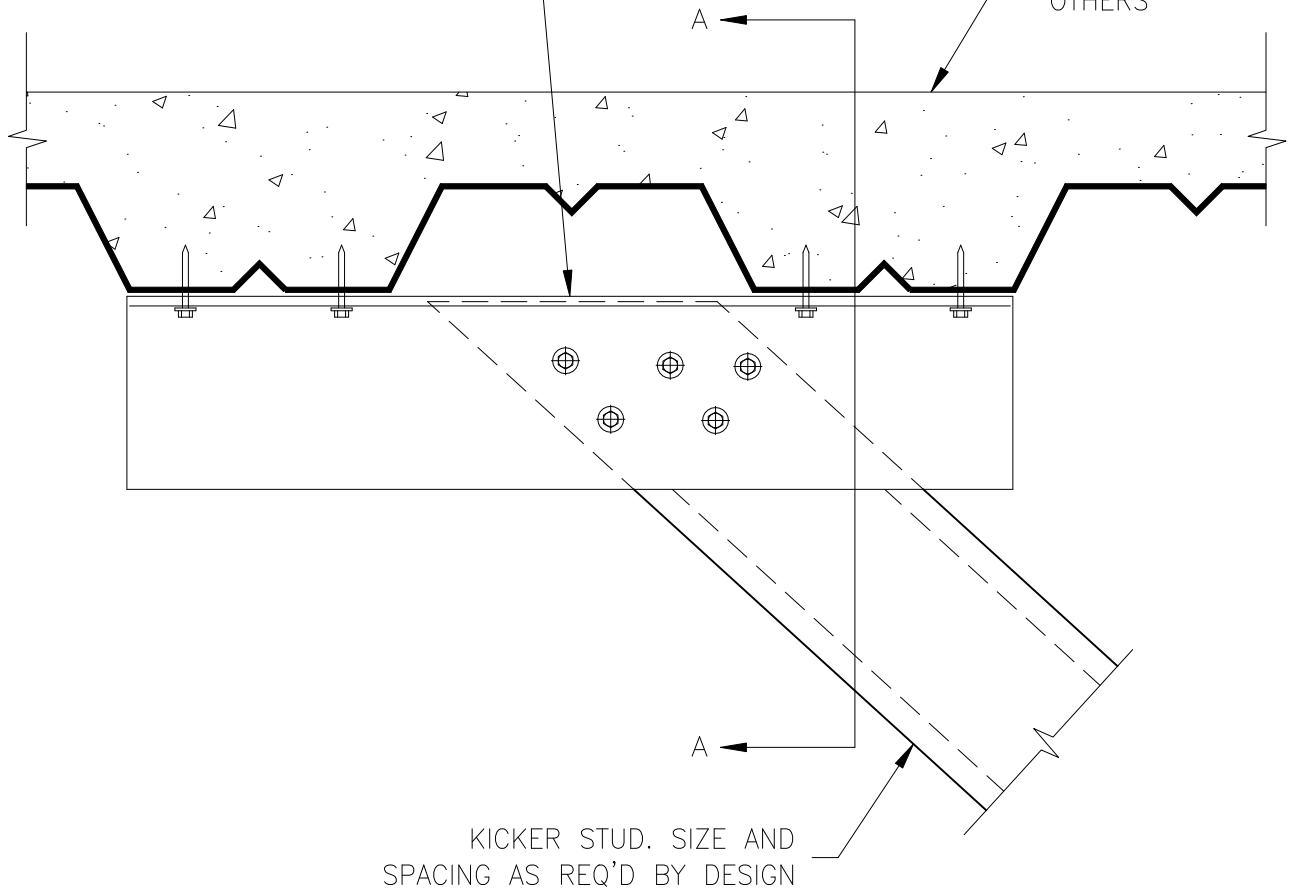 OTHERS
A
A
KICKER STUD. SIZE AND
SPACING AS REQ'D BY DESIGN